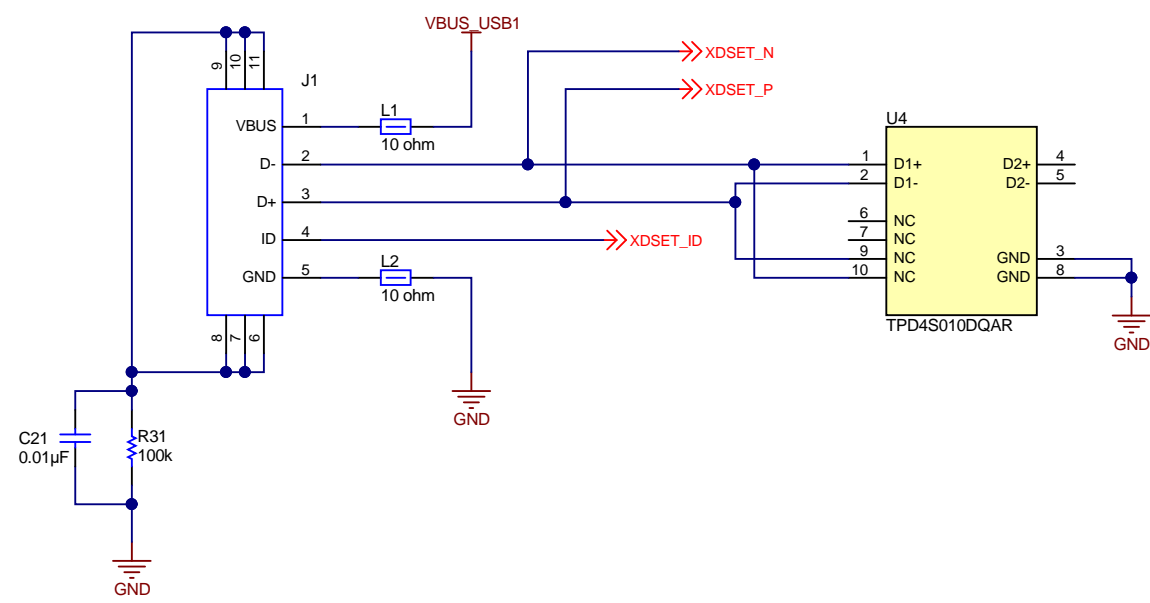 VBUS_USB1
9
10
11
J1
XDSET_N
XDSET_P
VBUS
1
L1
10 ohm
D-
2
D+
3
ID
4
XDSET_ID
GND
5
L2
10 ohm
8
7
6
GND
C21
0.01µF
R31
100k
GND
U4
1
D1+
D2+
4
2
D1-
D2-
5
6
NC
7
NC
9
NC
GND
3
10
NC
GND
8
TPD4S010DQAR
GND